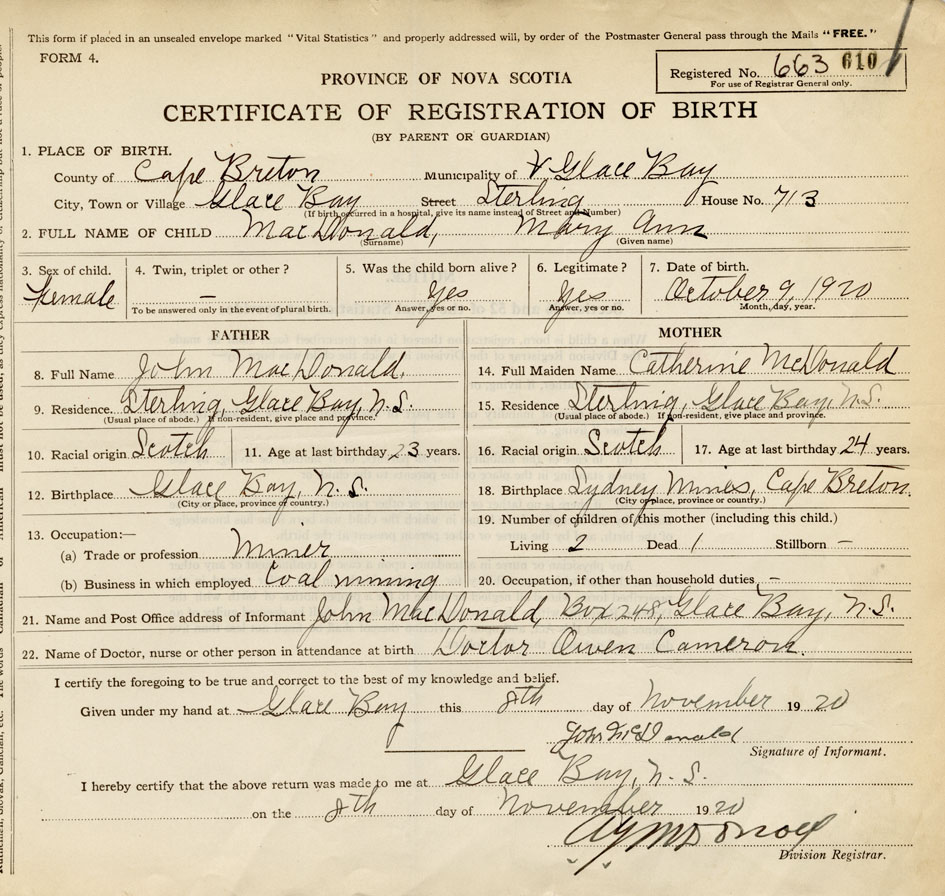 This form if placed in an unsealed envelope marked "Vital Statistics" and properly addressed will, by order of the Postmaster General pass through the Mails "FREE."
FORM 4.
Registered No. 663 610
For use of Registrar General only.
PROVINCE OF NOVA SCOTIA
CERTIFICATE OF REGISTRATION OF BIRTH
(BY PARENT OR GUARDIAN)
1. PLACE OF BIRTH.
County of Cape Breton Municipality of Glace Bay
City, Town or Village Glace Bay Street Sterling House No. 713
(If birth occurred in a hospital, give its name instead of Street and Number)
2. FULL NAME OF CHILD MacDonald, Mary Ann
(Surname) (Given name)
3. Sex of child. 4. Twin, triplet or other? 5. Was the child born alive? 6. Legitimate? 7. Date of birth.
Female — Yes Yes October 9, 1920
To be answered only in the event of plural birth. Answer, yes or no. Answer, yes or no. Month, day, year.
FATHER
8. Full Name John MacDonald.
9. Residence. Sterling, Glace Bay, N.S.
(Usual place of abode.) If non-resident, give place and province.
10. Racial origin Scotch 11. Age at last birthday 23 years.
12. Birthplace Glace Bay, N.S.
(City or place, province or country.)
13. Occupation:—
(a) Trade or profession Miner
(b) Business in which employed Coal mining
MOTHER
14. Full Maiden Name Catherine McDonald
15. Residence Sterling, Glace Bay, N.S.
(Usual place of abode.) If non-resident, give place and province.
16. Racial origin Scotch 17. Age at last birthday 24 years.
18. Birthplace Sydney Mines, Cape Breton.
(City or place, province or country.)
19. Number of children of this mother (including this child.)
Living 2 Dead 1 Stillborn —
20. Occupation, if other than household duties. —
21. Name and Post Office address of Informant John MacDonald, Box 248, Glace Bay, N.S.
22. Name of Doctor, nurse or other person in attendance at birth Doctor Owen Cameron.
I certify the foregoing to be true and correct to the best of my knowledge and belief.
Given under my hand at Glace Bay this 8th day of November 1920
John McDonald
Signature of Informant.
I hereby certify that the above return was made to me at Glace Bay, N.S.
on the 8th day of November 1920
Division Registrar.